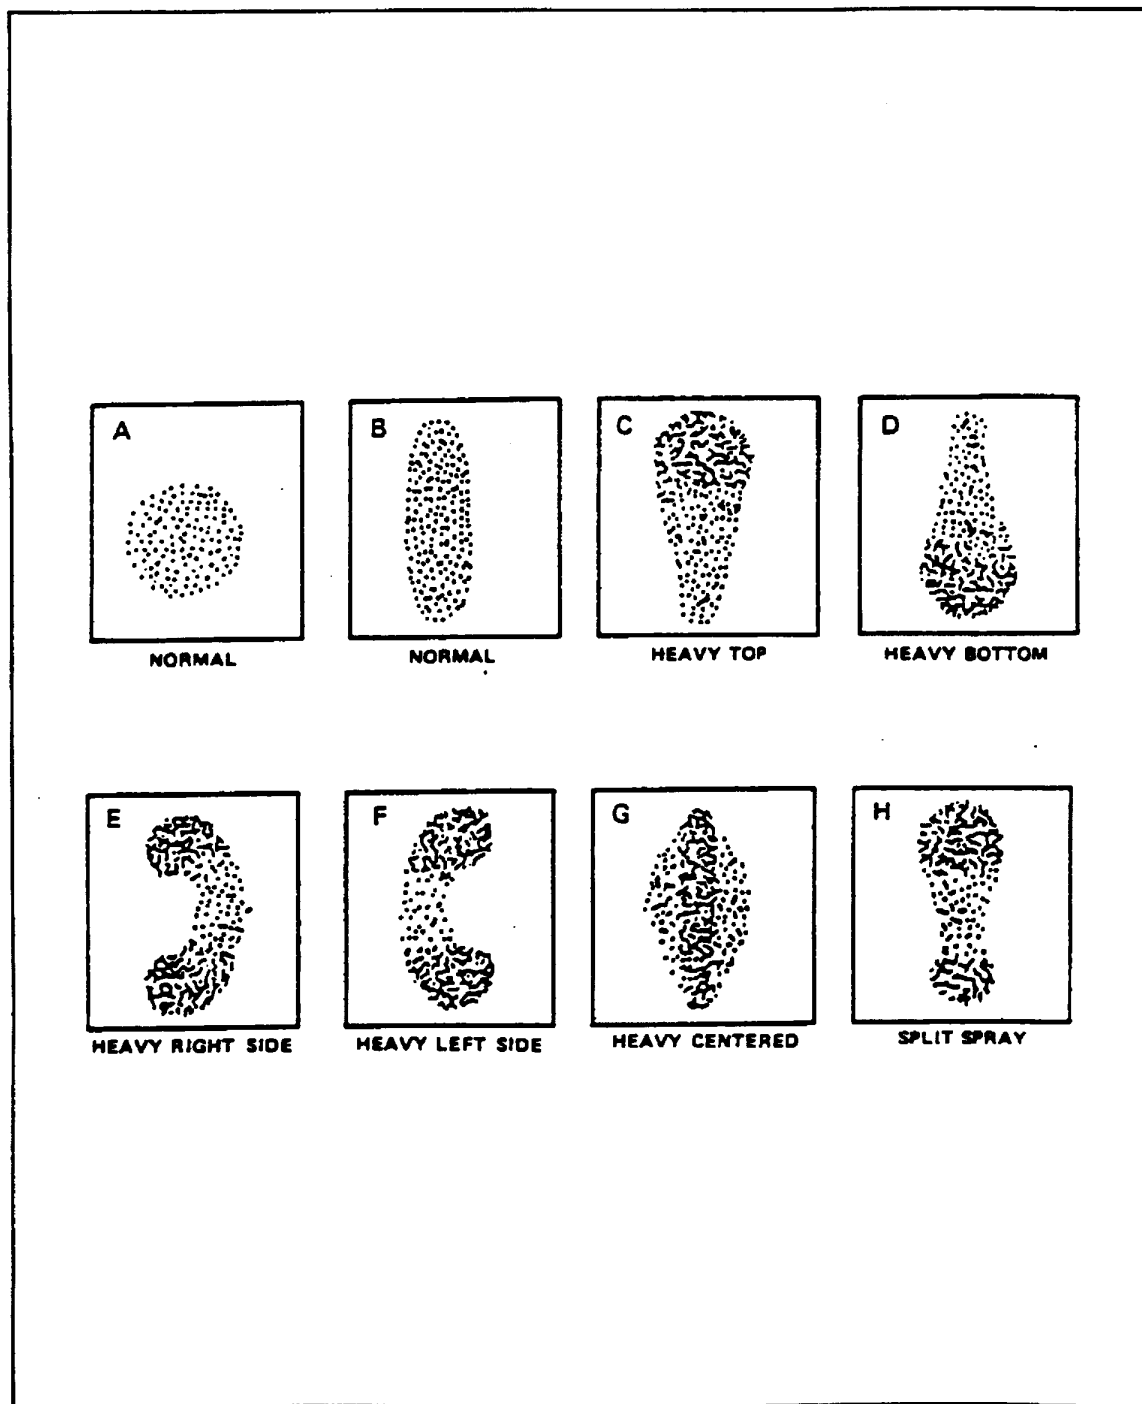 A
B
C
D
NORMAL
NORMAL
HEAVY TOP
HEAVY BOTTOM
E
F
G
H
HEAVY RIGHT SIDE
HEAVY LEFT SIDE
HEAVY CENTERED
SPLIT SPRAY